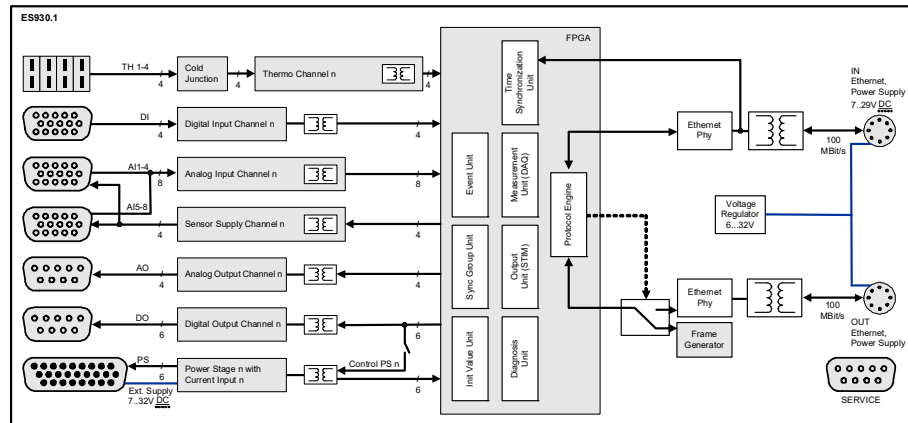 ES930.1
FPGA
TH 1-4
4
Cold
Junction
4
Thermo Channel n
4
DI
4
Digital Input Channel n
4
AI1-4
8
Analog Input Channel n
8
AI5-8
4
Sensor Supply Channel n
4
AO
4
Analog Output Channel n
4
DO
6
Digital Output Channel n
6
PS
6
Power Stage n with
Current Input n
Control PS n
6
Ext. Supply
7..32V DC
Time
Synchronization
Unit
Event Unit
Measurement
Unit (DAQ)
Sync Group Unit
Output
Unit (STIM)
Init Value Unit
Diagnosis
Unit
Protocol Engine
Ethernet
Phy
100
MBit/s
IN
Ethernet,
Power Supply
7..29V DC
Voltage
Regulator
6...32V
Ethernet
Phy
Frame
Generator
100
MBit/s
OUT
Ethernet,
Power Supply
SERVICE